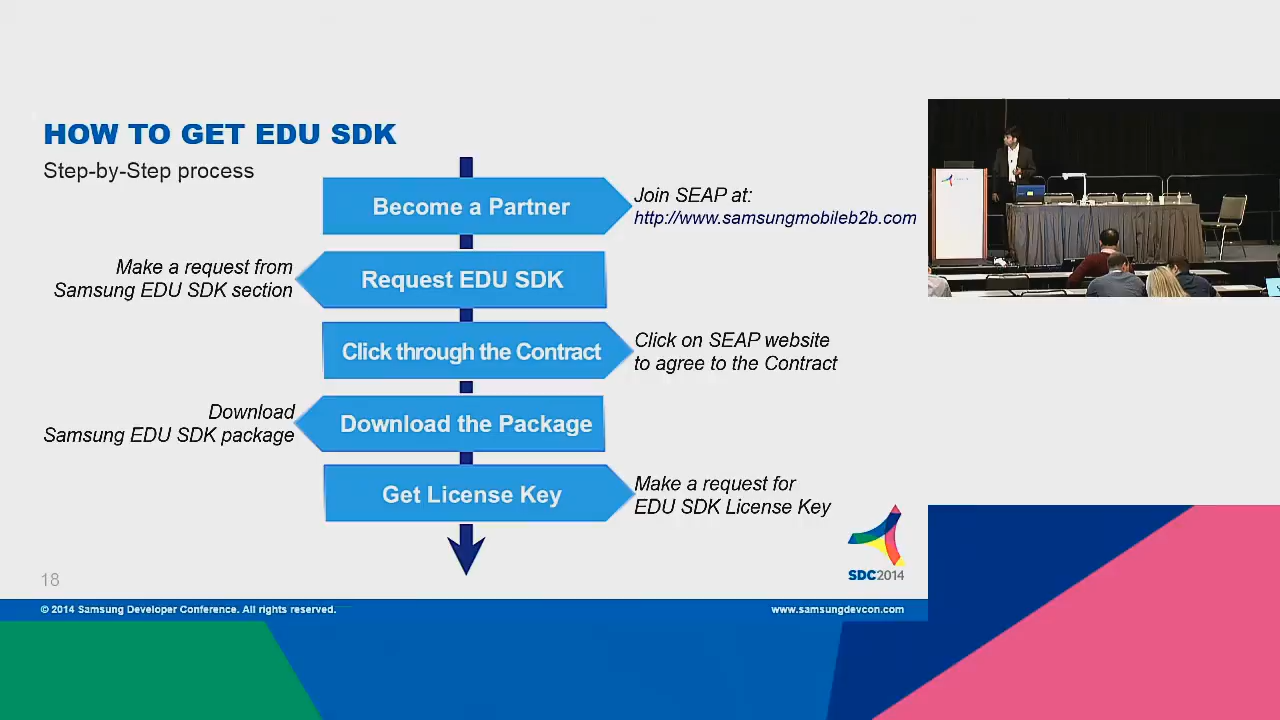 HOW TO GET EDU SDK
Step-by-Step process
Become a Partner
Join SEAP at:
http://www.samsungmobileb2b.com
Make a request from
Samsung EDU SDK section
Request EDU SDK
Click through the Contract
Click on SEAP website
to agree to the Contract
Download
Samsung EDU SDK package
Download the Package
Get License Key
Make a request for
EDU SDK License Key
SDC2014
18
© 2014 Samsung Developer Conference. All rights reserved.
www.samsungdevcon.com